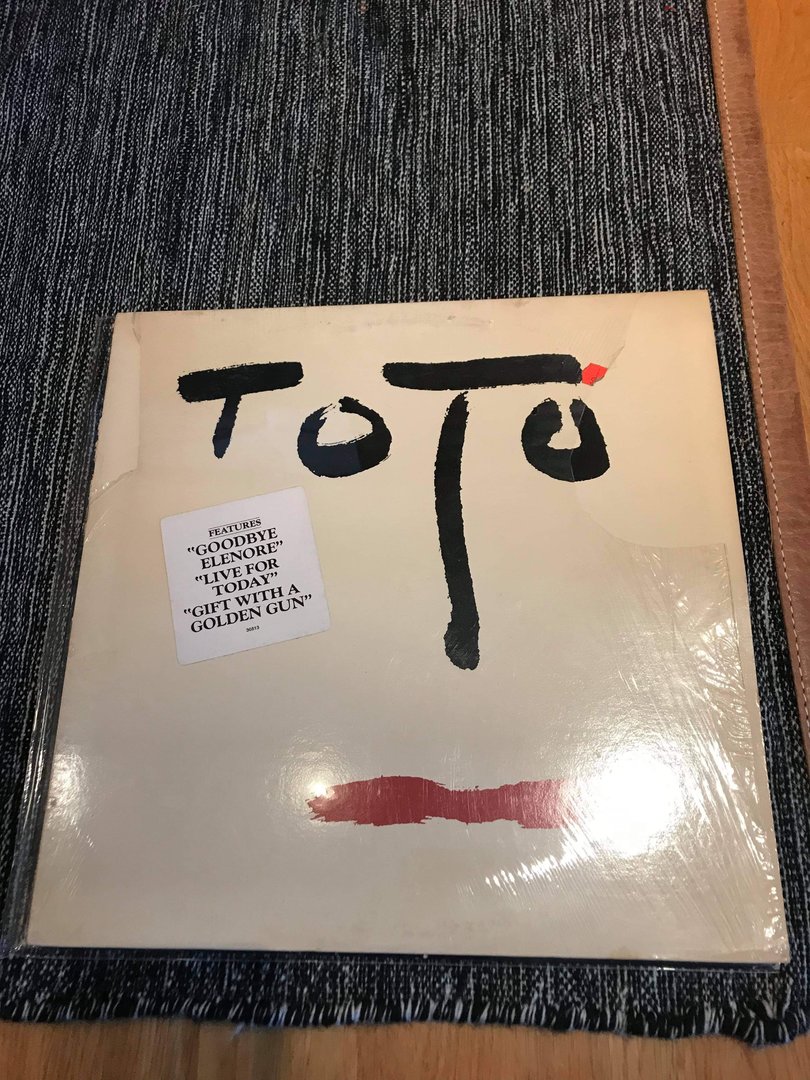 TOTO
FEATURES
"GOODBYE
ELENORE"
"LIVE FOR
TODAY"
"GIFT WITH A
GOLDEN GUN"